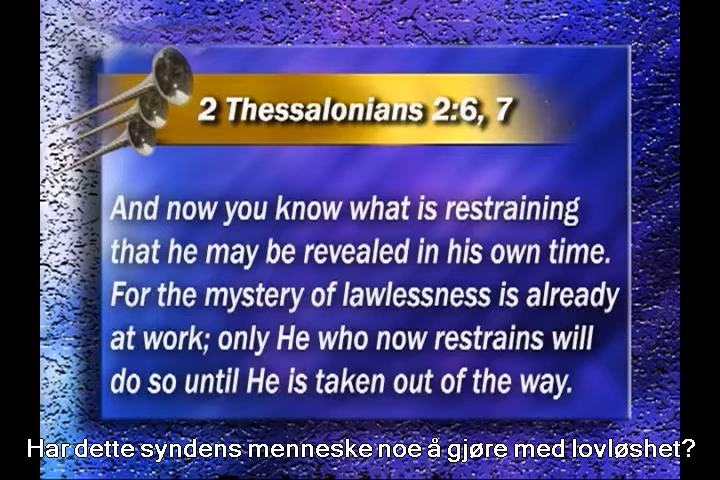 2 Thessalonians 2:6, 7
And now you know what is restraining
that he may be revealed in his own time.
For the mystery of lawlessness is already
at work; only He who now restrains will
do so until He is taken out of the way.
Har dette syndens menneske noe å gjøre med lovløshet?